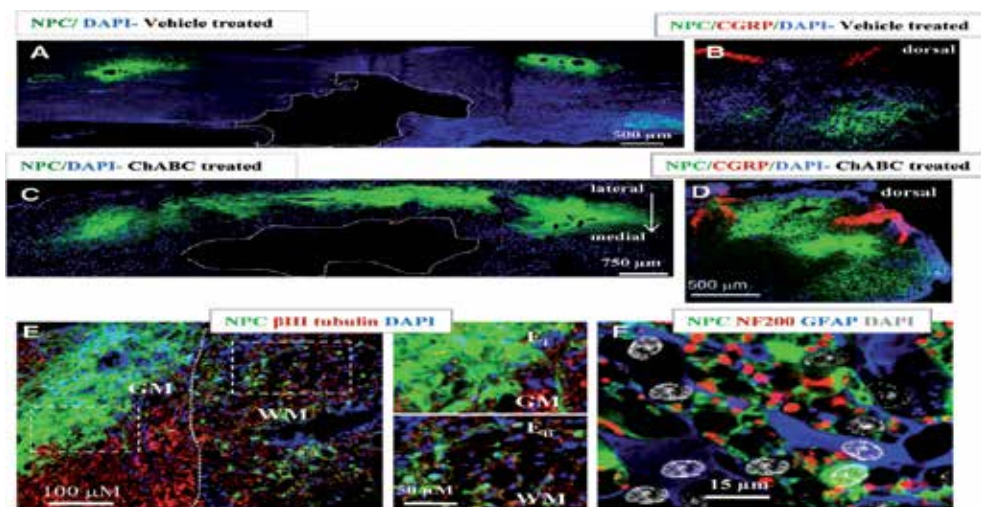 NPC/ DAPI- Vehicle treated
NPC/CGRP/DAPI- Vehicle treated
A
500 µm
B
dorsal
NPC/DAPI- ChABC treated
NPC/CGRP/DAPI- ChABC treated
C
lateral
medial
750 µm
D
dorsal
500 µm
NPC βIII tubulin DAPI
NPC NF200 GFAP DAPI
E
GM
WM
100 µM
Ei
GM
Eii
50 µM
WM
F
15 µm